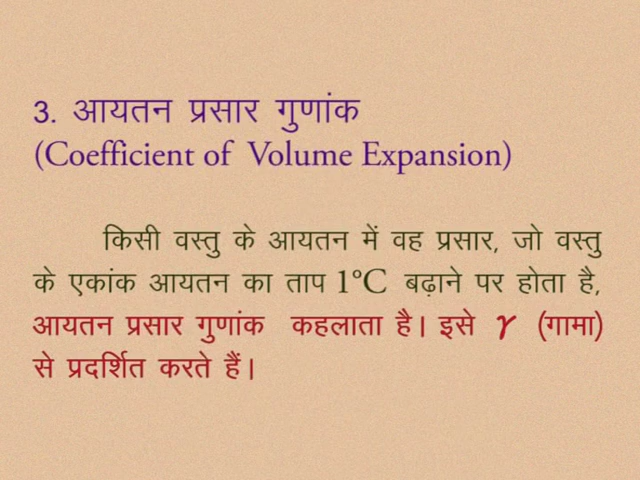 3. आयतन प्रसार गुणांक
(Coefficient of Volume Expansion)
किसी वस्तु के आयतन में वह प्रसार, जो वस्तु
के एकांक आयतन का ताप 1°C बढ़ाने पर होता है,
आयतन प्रसार गुणांक कहलाता है। इसे γ (गामा)
से प्रदर्शित करते हैं।